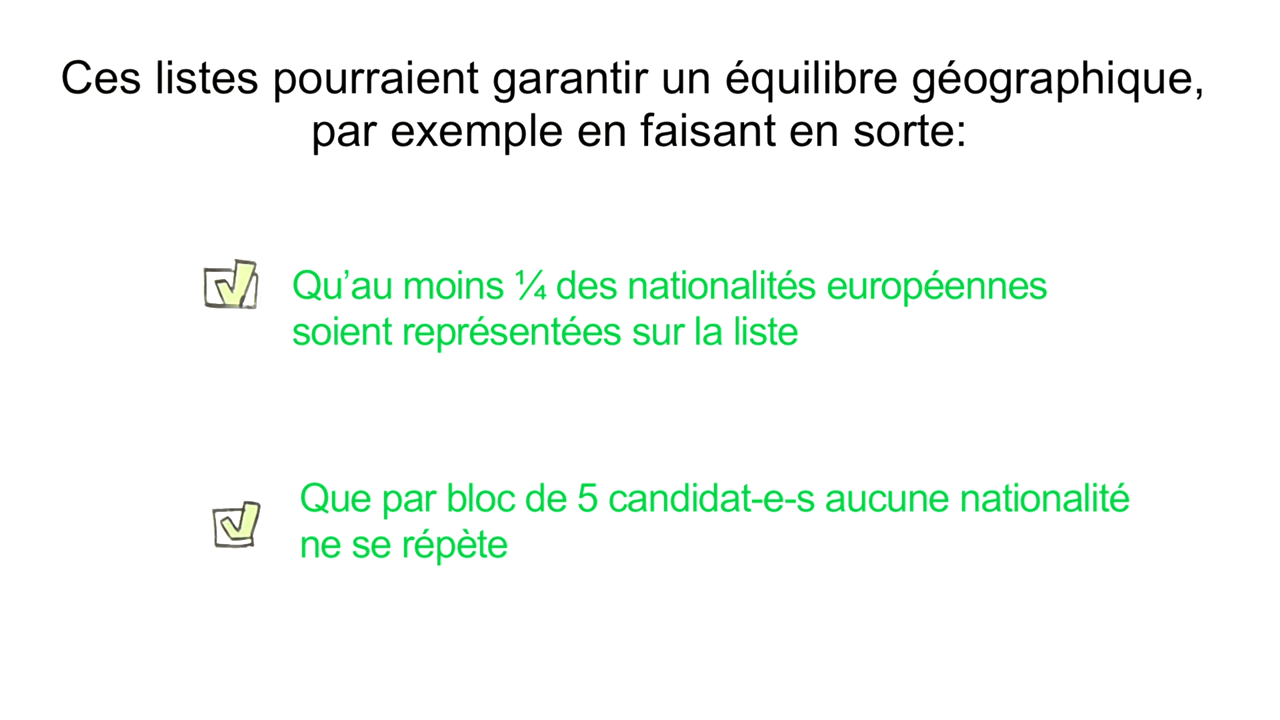 Ces listes pourraient garantir un équilibre géographique,
par exemple en faisant en sorte:
Qu’au moins ¼ des nationalités européennes
soient représentées sur la liste
Que par bloc de 5 candidat-e-s aucune nationalité
ne se répète